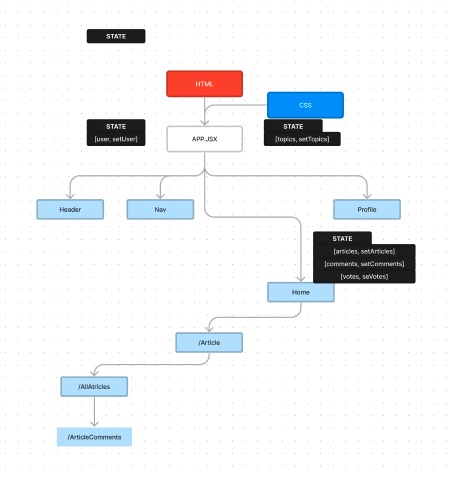 STATE
HTML
CSS
STATE
[user, setUser]
APP.JSX
STATE
[topics, setTopics]
Header
Nav
Profile
STATE
[articles, setArticles]
[comments, setComments]
[votes, seVotes]
Home
/Article
/AllAtricles
/ArticleComments